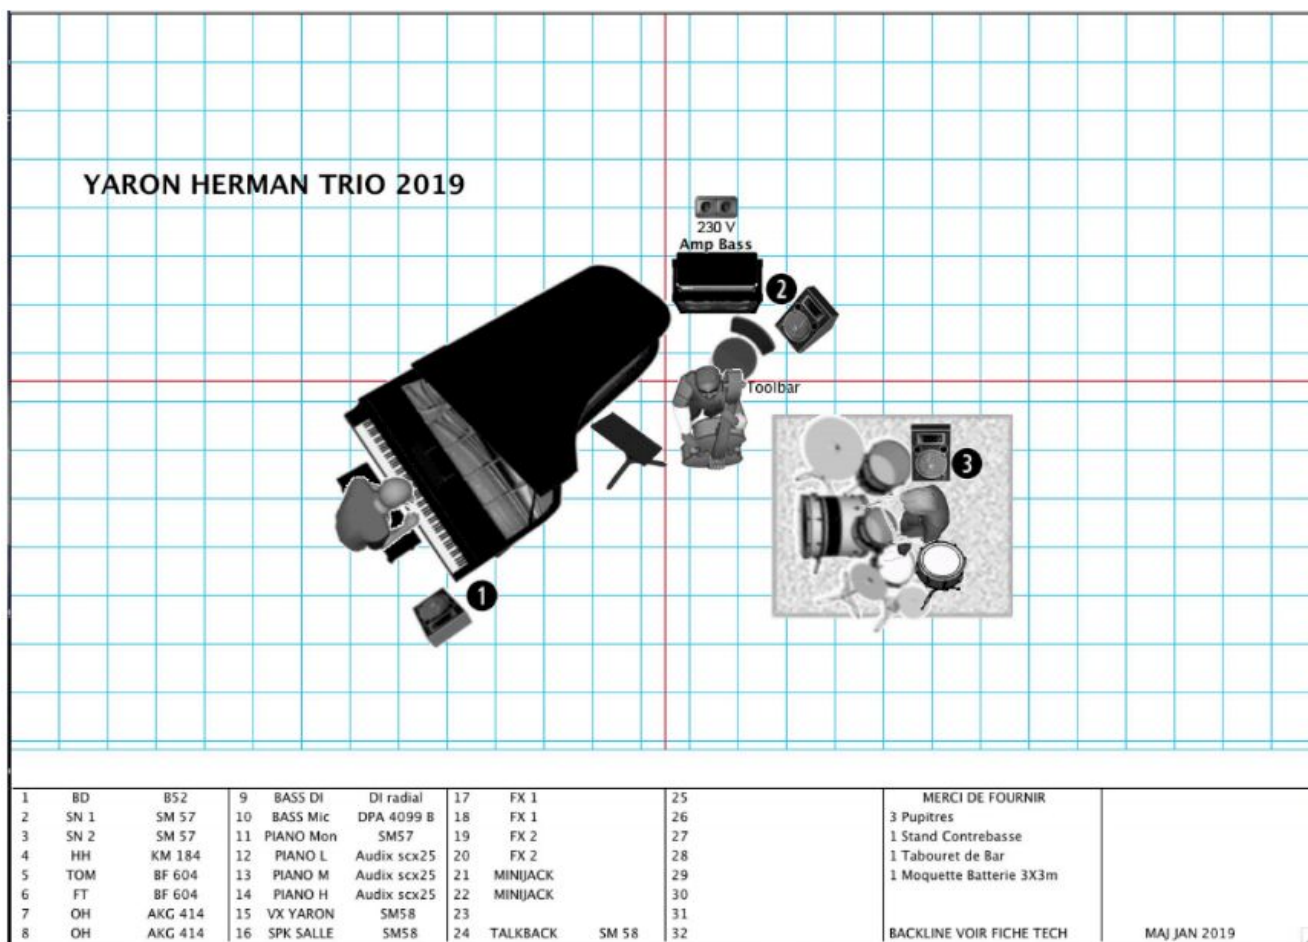 YARON HERMAN TRIO 2019
230 V
Amp Bass
2
Toolbar
3
1
1 BD B52 9 BASS DI DI radial 17 FX 1 25 MERCI DE FOURNIR
2 SN 1 SM 57 10 BASS Mic DPA 4099 B 18 FX 1 26 3 Pupitres
3 SN 2 SM 57 11 PIANO Mon SM57 19 FX 2 27 1 Stand Contrebasse
4 HH KM 184 12 PIANO L Audix scx25 20 FX 2 28 1 Tabouret de Bar
5 TOM BF 604 13 PIANO M Audix scx25 21 MINIJACK 29 1 Moquette Batterie 3X3m
6 FT BF 604 14 PIANO H Audix scx25 22 MINIJACK 30
7 OH AKG 414 15 VX YARON SM58 23 31
8 OH AKG 414 16 SPK SALLE SM58 24 TALKBACK SM 58 32 BACKLINE VOIR FICHE TECH MAJ JAN 2019